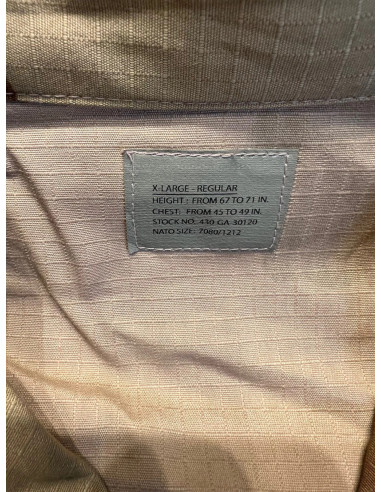 X-LARGE - REGULAR
HEIGHT : FROM 67 TO 71 IN.
CHEST: FROM 45 TO 49 IN.
STOCK NO: 430-GA-30120
NATO SIZE: 7080/1212